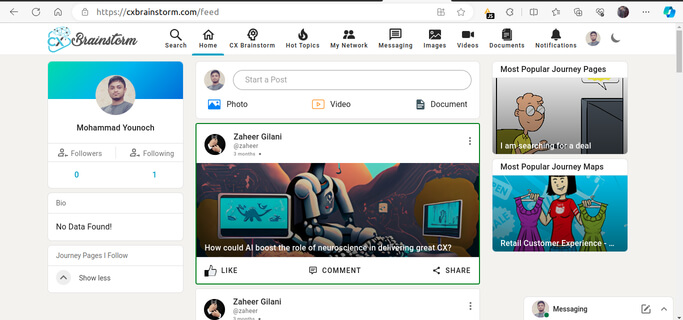 https://cxbrainstorm.com/feed
CX Brainstorm
Search
Home
CX Brainstorm
Hot Topics
My Network
Messaging
Images
Videos
Documents
Notifications
Mohammad Younoch
Followers
Following
0
1
Bio
No Data Found!
Journey Pages I Follow
Show less
Start a Post
Photo
Video
Document
Zaheer Gilani
@zaheer
3 months
How could AI boost the role of neuroscience in delivering great CX?
LIKE
COMMENT
SHARE
Zaheer Gilani
@zaheer
3 months
Most Popular Journey Pages
I am searching for a deal
Most Popular Journey Maps
Retail Customer Experience - ...
Messaging